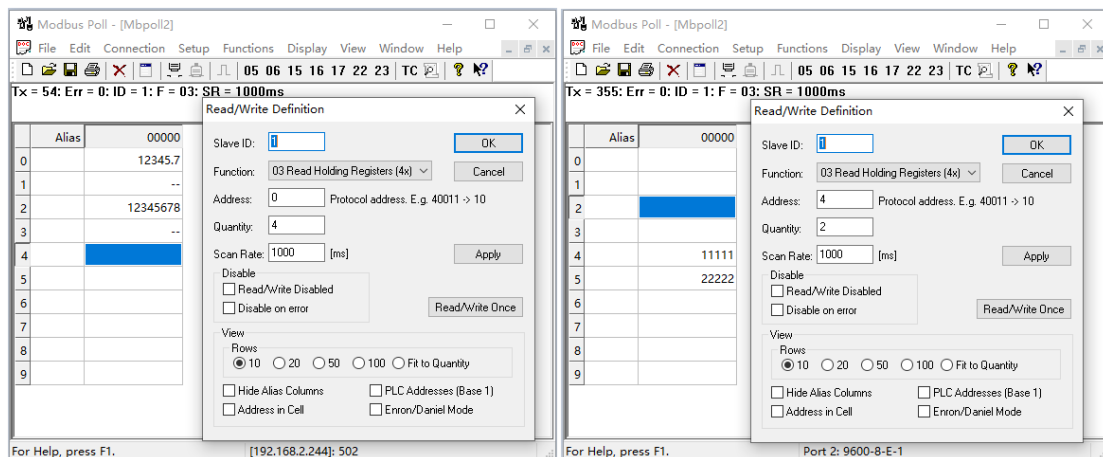 Modbus Poll - [Mbpoll2]
File Edit Connection Setup Functions Display View Window Help
05 06 15 16 17 22 23 TC
Tx = 54: Err = 0: ID = 1: F = 03: SR = 1000ms
Alias 00000
0 12345.7
1 --
2 12345678
3 --
4
5
6
7
8
9
Read/Write Definition
Slave ID: 1 OK
Function: 03 Read Holding Registers (4x) Cancel
Address: 0 Protocol address. E.g. 40011 -> 10
Quantity: 4
Scan Rate: 1000 [ms] Apply
Disable
Read/Write Disabled
Disable on error Read/Write Once
View
Rows
10 20 50 100 Fit to Quantity
Hide Alias Columns PLC Addresses (Base 1)
Address in Cell Enron/Daniel Mode
For Help, press F1. [192.168.2.244]: 502
Modbus Poll - [Mbpoll2]
File Edit Connection Setup Functions Display View Window Help
05 06 15 16 17 22 23 TC
Tx = 355: Err = 0: ID = 1: F = 03: SR = 1000ms
Alias 00000
0
1
2
3
4 11111
5 22222
6
7
8
9
Read/Write Definition
Slave ID: 1 OK
Function: 03 Read Holding Registers (4x) Cancel
Address: 4 Protocol address. E.g. 40011 -> 10
Quantity: 2
Scan Rate: 1000 [ms] Apply
Disable
Read/Write Disabled
Disable on error Read/Write Once
View
Rows
10 20 50 100 Fit to Quantity
Hide Alias Columns PLC Addresses (Base 1)
Address in Cell Enron/Daniel Mode
For Help, press F1. Port 2: 9600-8-E-1